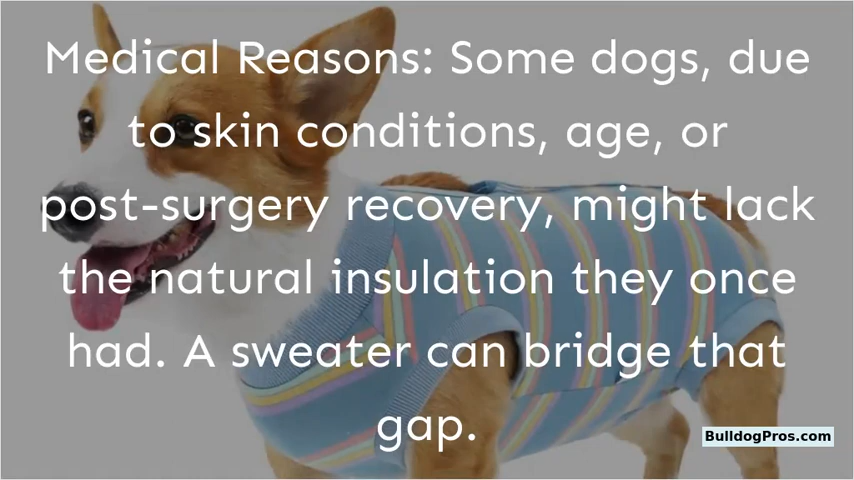 Medical Reasons: Some dogs, due
to skin conditions, age, or
post-surgery recovery, might lack
the natural insulation they once
had. A sweater can bridge that
gap.
BulldogPros.com